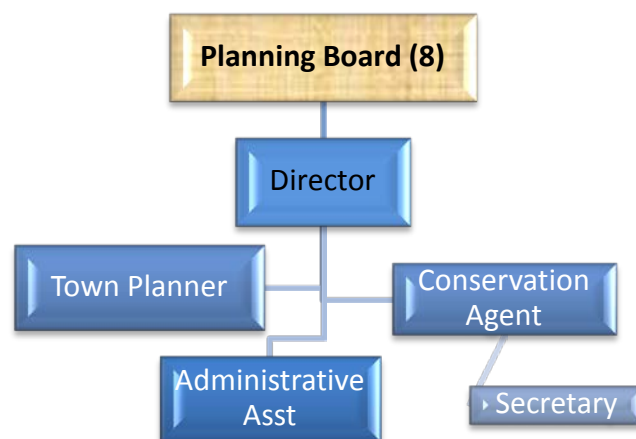 Planning Board (8)
Director
Town Planner
Conservation
Agent
Administrative
Asst
Secretary